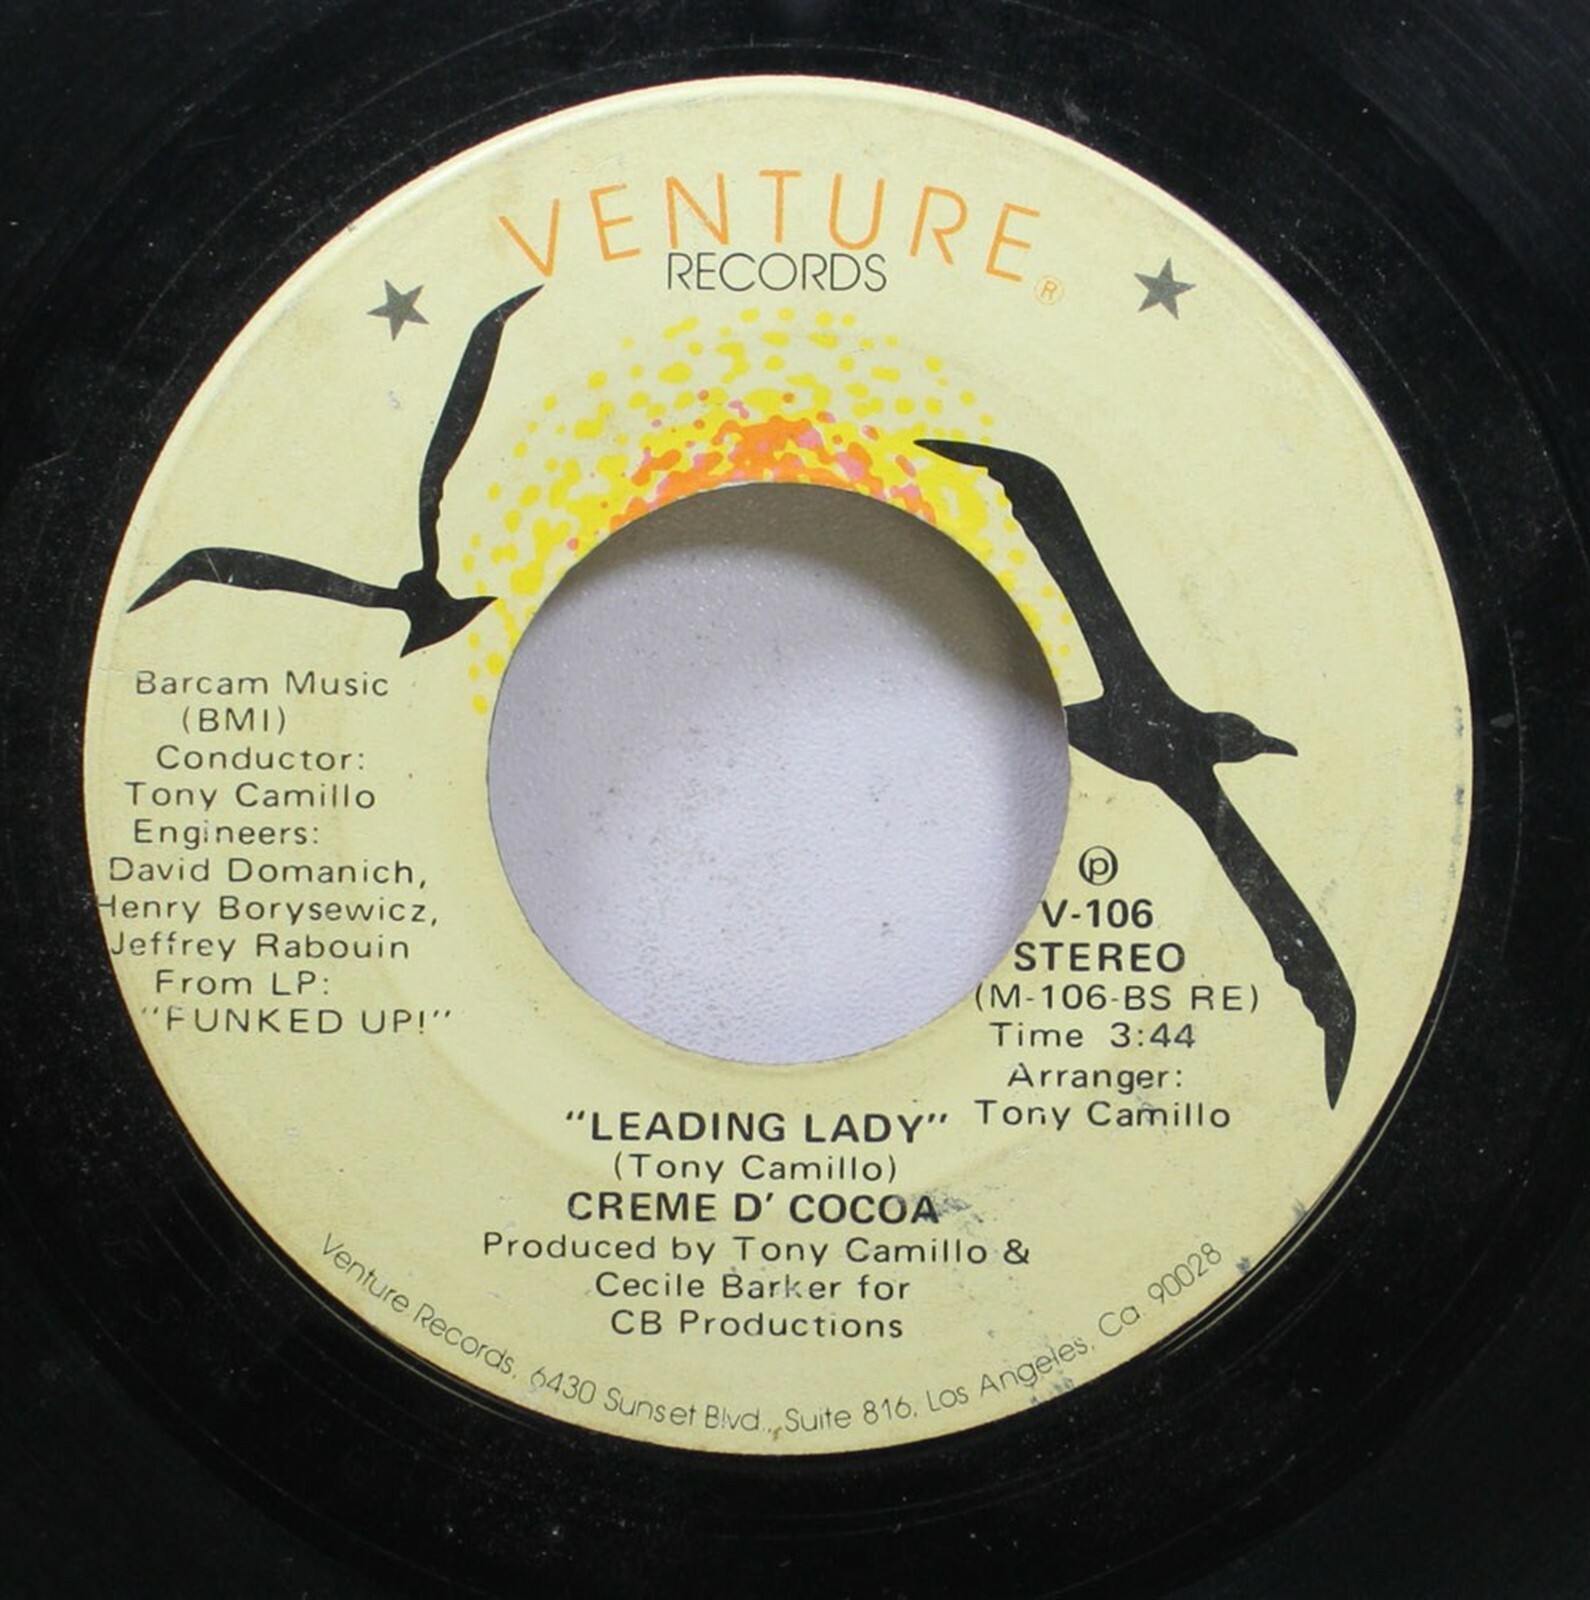 VENTURE ®
RECORDS
Barcam Music
(BMI)
Conductor:
Tony Camillo
Engineers:
David Domanich,
Henry Borysewicz,
Jeffrey Rabouin
From LP:
"FUNKED UP!"
℗
V-106
STEREO
(M-106-BS RE)
Time 3:44
Arranger:
Tony Camillo
"LEADING LADY"
(Tony Camillo)
CREME D' COCOA
Produced by Tony Camillo &
Cecile Barker for
CB Productions
Venture Records, 6430 Sunset Blvd., Suite 816, Los Angeles, Ca. 90028